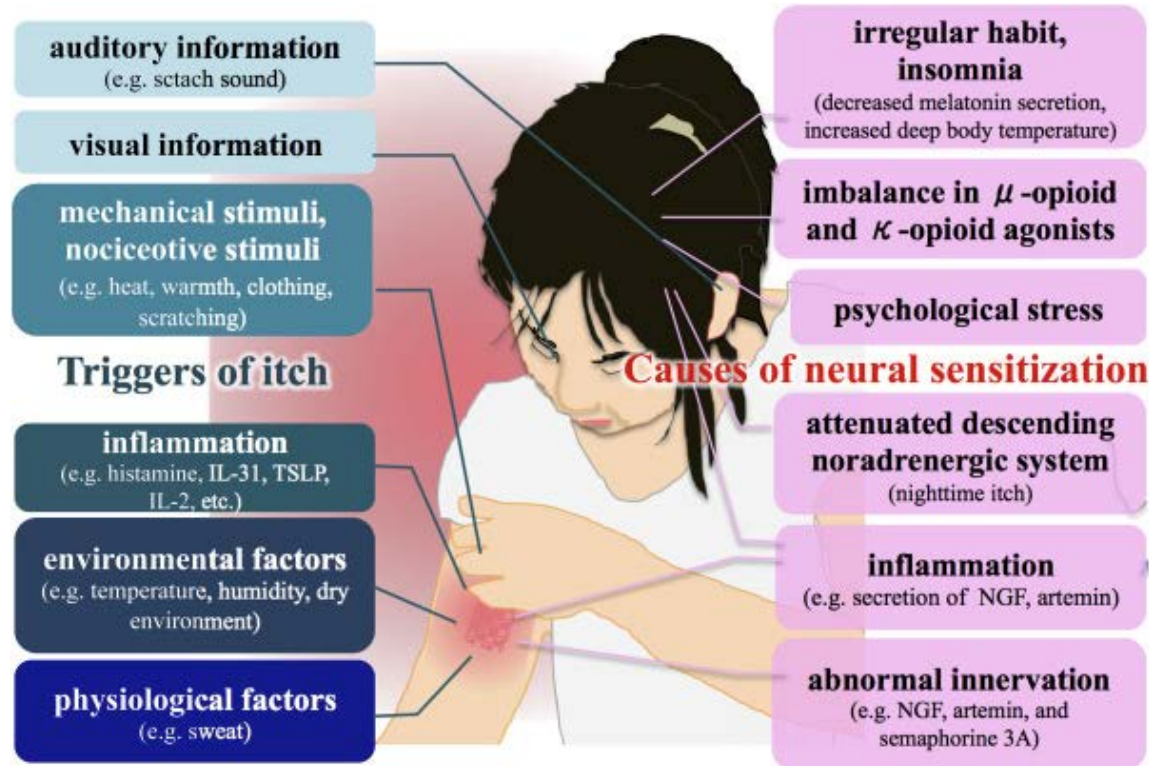 auditory information
(e.g. sctach sound)
visual information
mechanical stimuli,
nociceotive stimuli
(e.g. heat, warmth, clothing,
scratching)
Triggers of itch
inflammation
(e.g. histamine, IL-31, TSLP,
IL-2, etc.)
environmental factors
(e.g. temperature, humidity, dry
environment)
physiological factors
(e.g. sweat)
irregular habit,
insomnia
(decreased melatonin secretion,
increased deep body temperature)
imbalance in μ-opioid
and κ-opioid agonists
psychological stress
Causes of neural sensitization
attenuated descending
noradrenergic system
(nighttime itch)
inflammation
(e.g. secretion of NGF, artemin)
abnormal innervation
(e.g. NGF, artemin, and
semaphorine 3A)